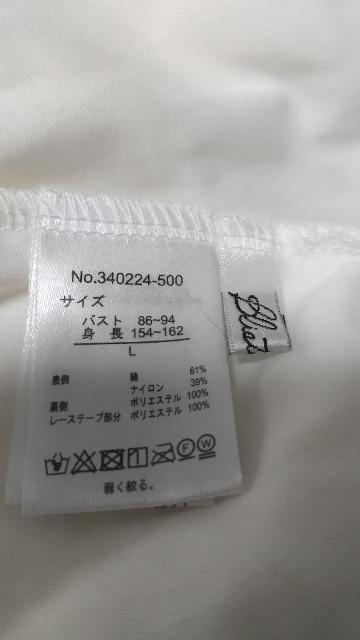 No.340224-500
サイズ
バスト 86~94
身 長 154~162
L
表側 綿 61%
ナイロン 39%
裏側 ポリエステル 100%
レーステープ部分 ポリエステル 100%
弱く絞る。